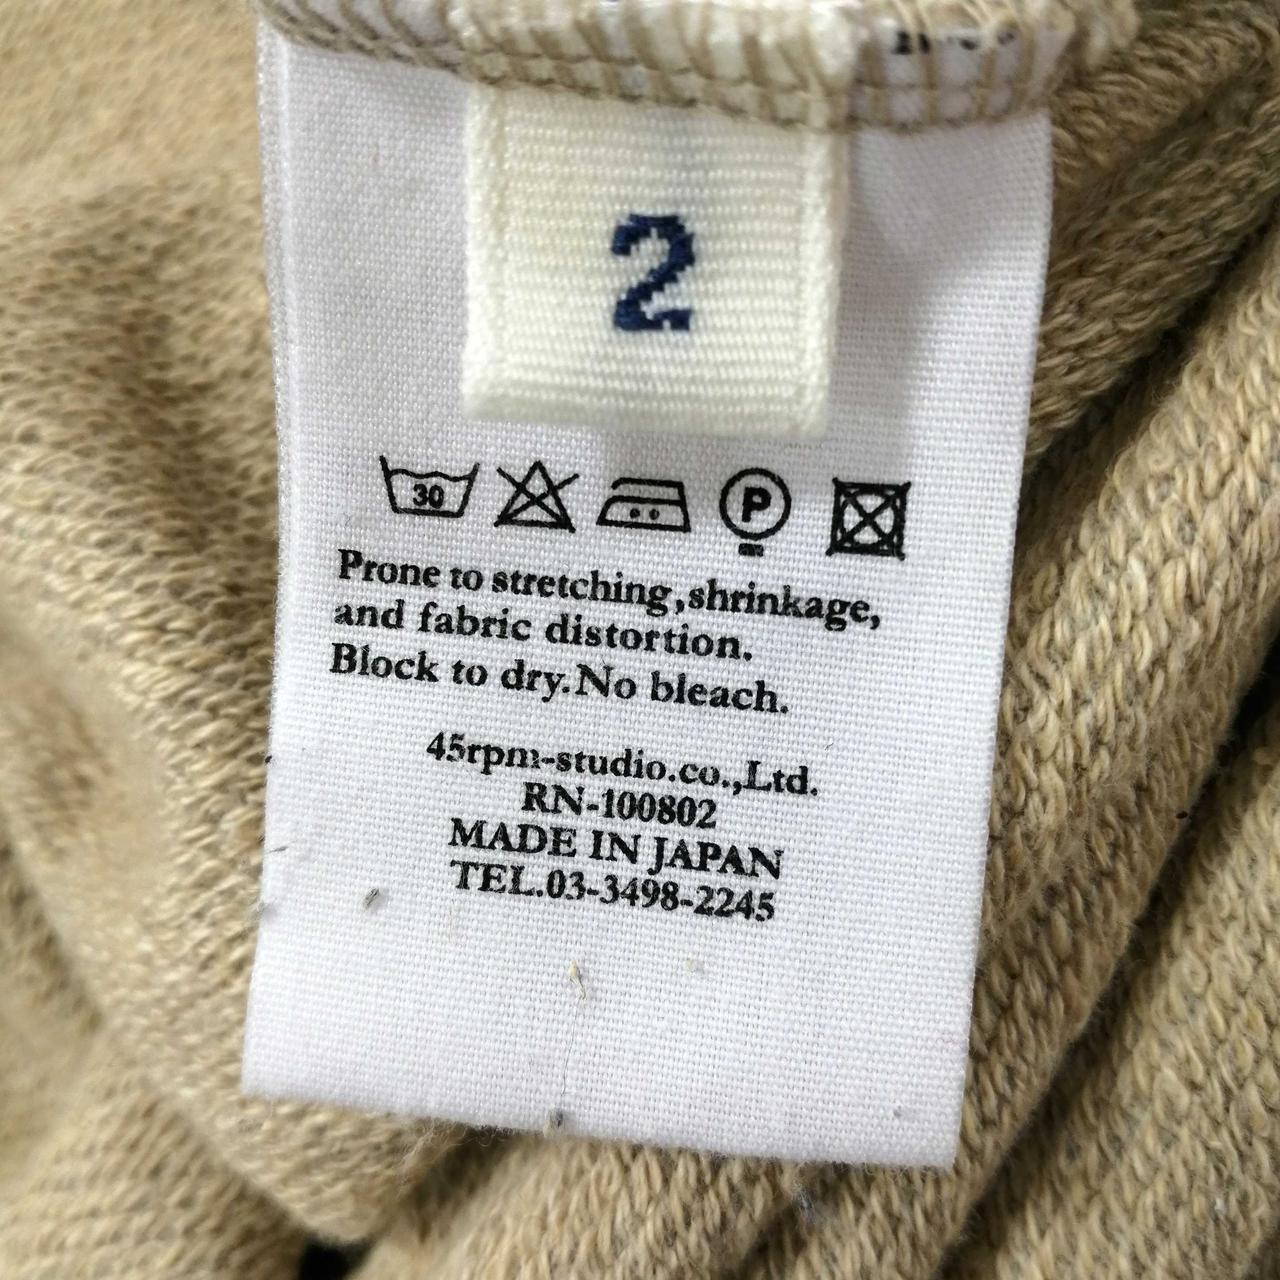 2
30
P
Prone to stretching,shrinkage,
and fabric distortion.
Block to dry.No bleach.
45rpm-studio.co.,Ltd.
RN-100802
MADE IN JAPAN
TEL.03-3498-2245